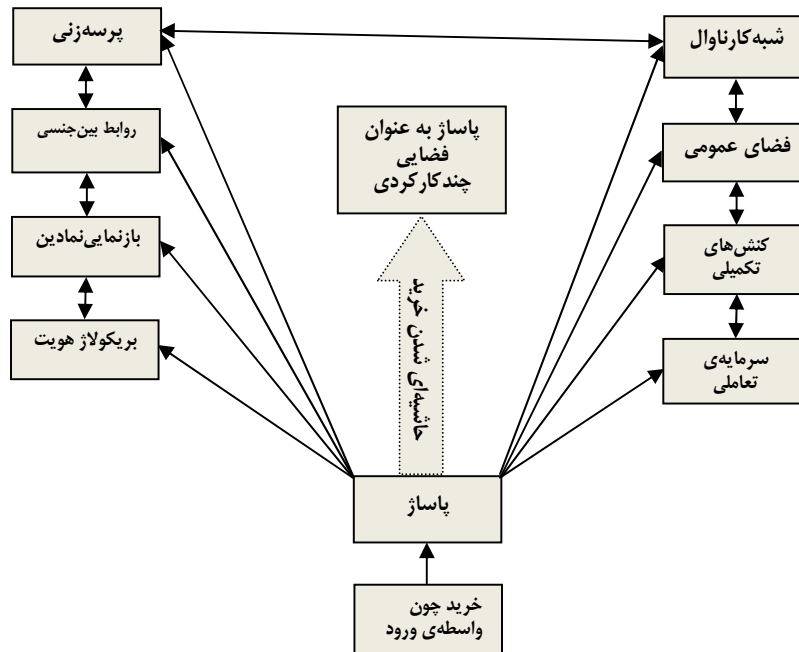 شبه‌کارناوال
پرسه‌زنی
پاساژ به عنوان
فضایی
چندکارکردی
فضای عمومی
روابط بین‌جنسی
کنش‌های
تکمیلی
بازنمایی‌نمادین
حاشیه‌ای شدن خرید
سرمایه‌ی
تعاملی
بریکولاژ هویت
پاساژ
خرید چون
واسطه‌ی ورود